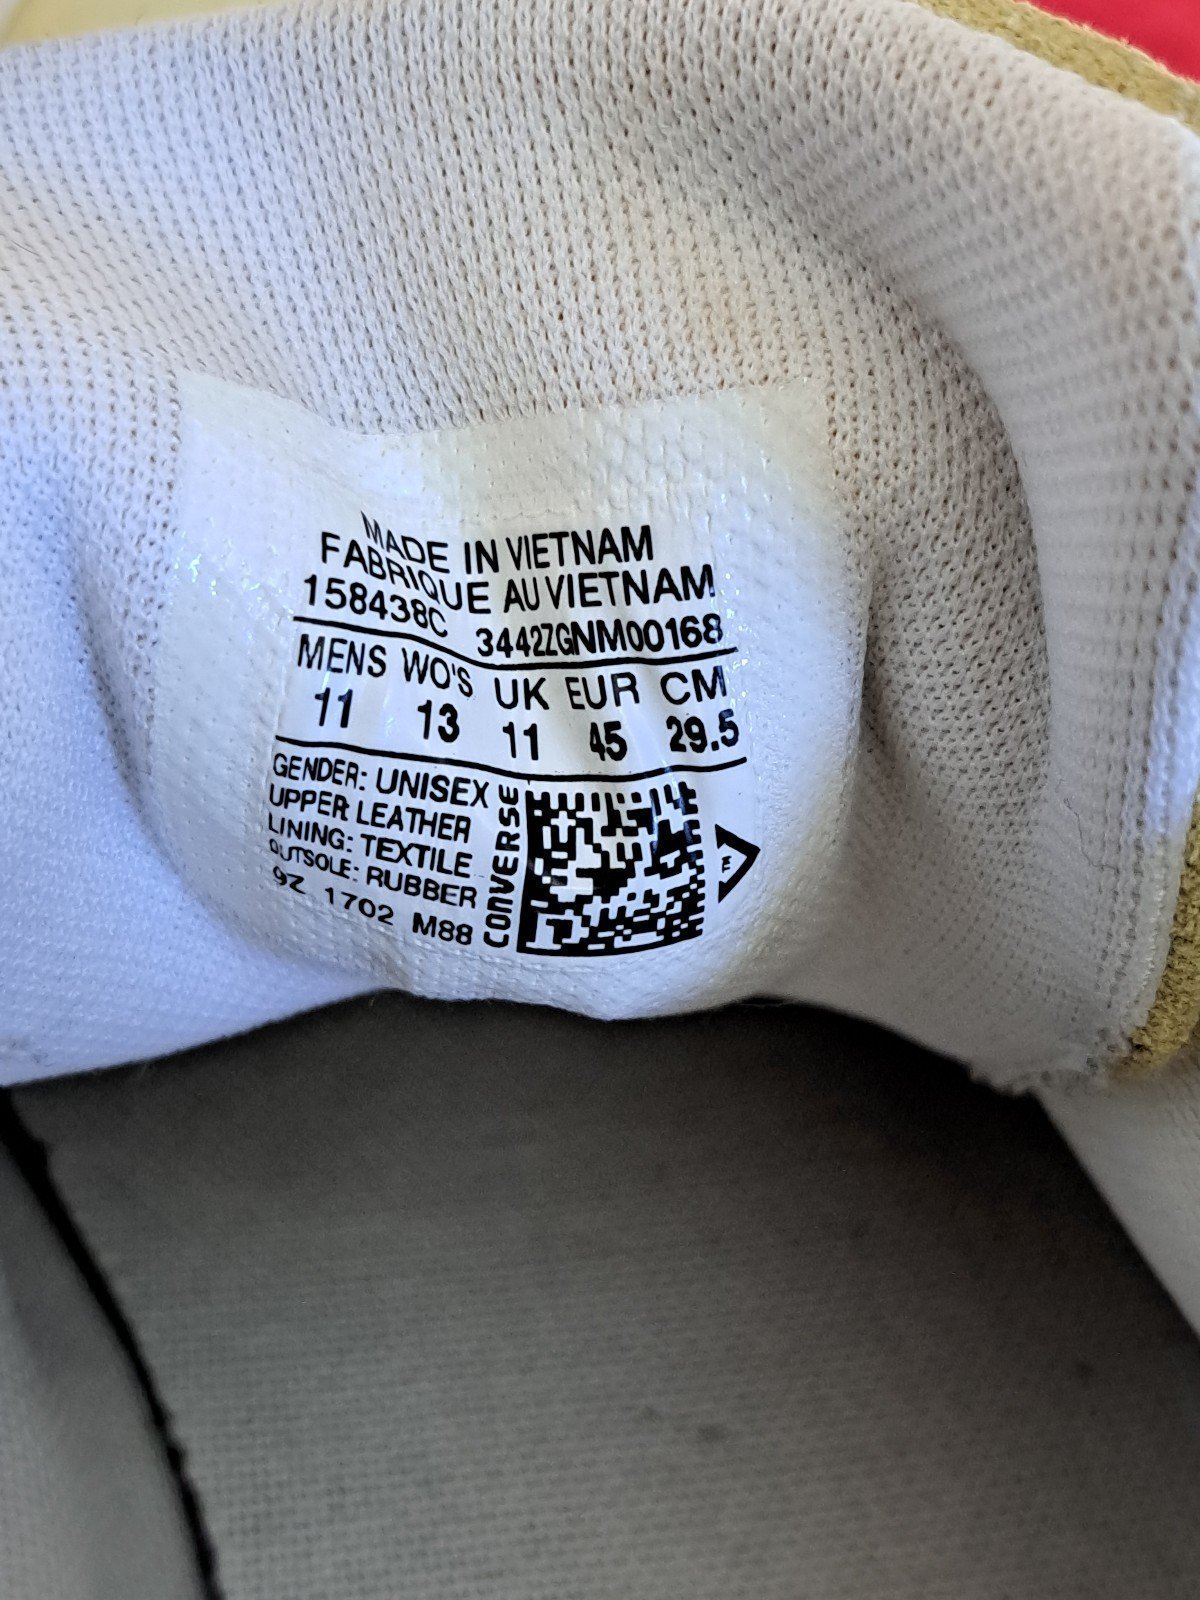 MADE IN VIETNAM
FABRIQUE AU VIETNAM
158438C 3442ZGNM00168
MENS WO'S UK EUR CM
11 13 11 45 29.5
GENDER: UNISEX
UPPER: LEATHER
LINING: TEXTILE
OUTSOLE: RUBBER
9Z 1702 M88
CONVERSE
E